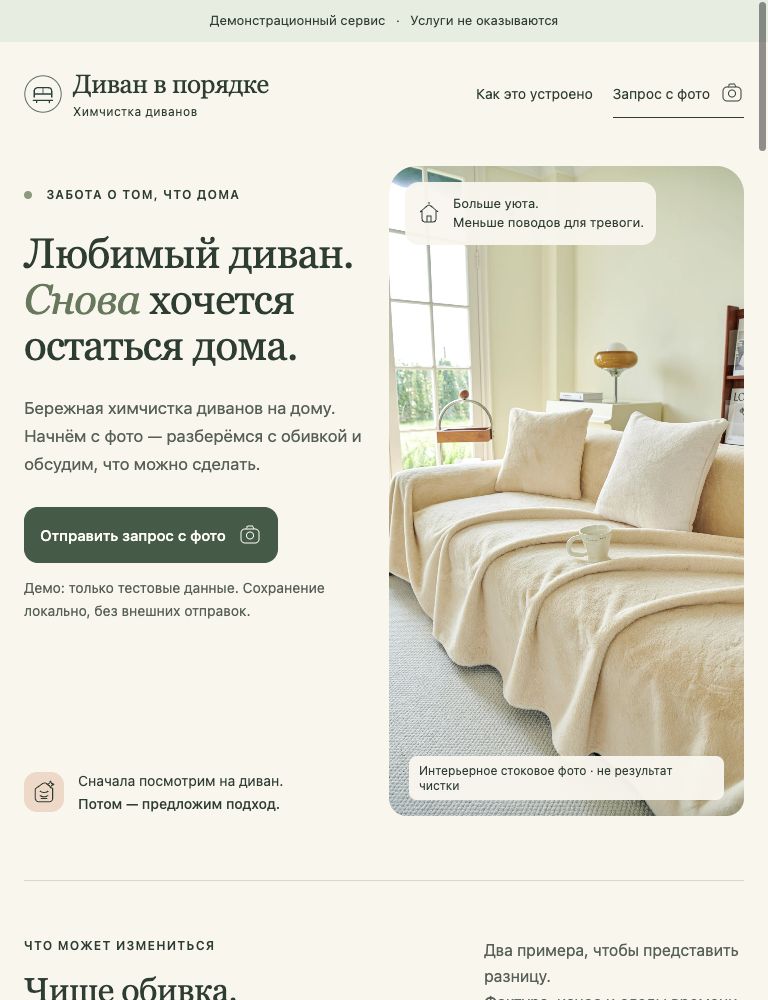 Демонстрационный сервис · Услуги не оказываются
Диван в порядке
Химчистка диванов
Как это устроено
Запрос с фото
ЗАБОТА О ТОМ, ЧТО ДОМА
Любимый диван.
Снова хочется
остаться дома.
Бережная химчистка диванов на дому.
Начнём с фото — разберёмся с обивкой и
обсудим, что можно сделать.
Отправить запрос с фото
Демо: только тестовые данные. Сохранение
локально, без внешних отправок.
Сначала посмотрим на диван.
Потом — предложим подход.
Больше уюта.
Меньше поводов для тревоги.
Интерьерное стоковое фото · не результат
чистки
ЧТО МОЖЕТ ИЗМЕНИТЬСЯ
Чище обивка.
Два примера, чтобы представить
разницу.